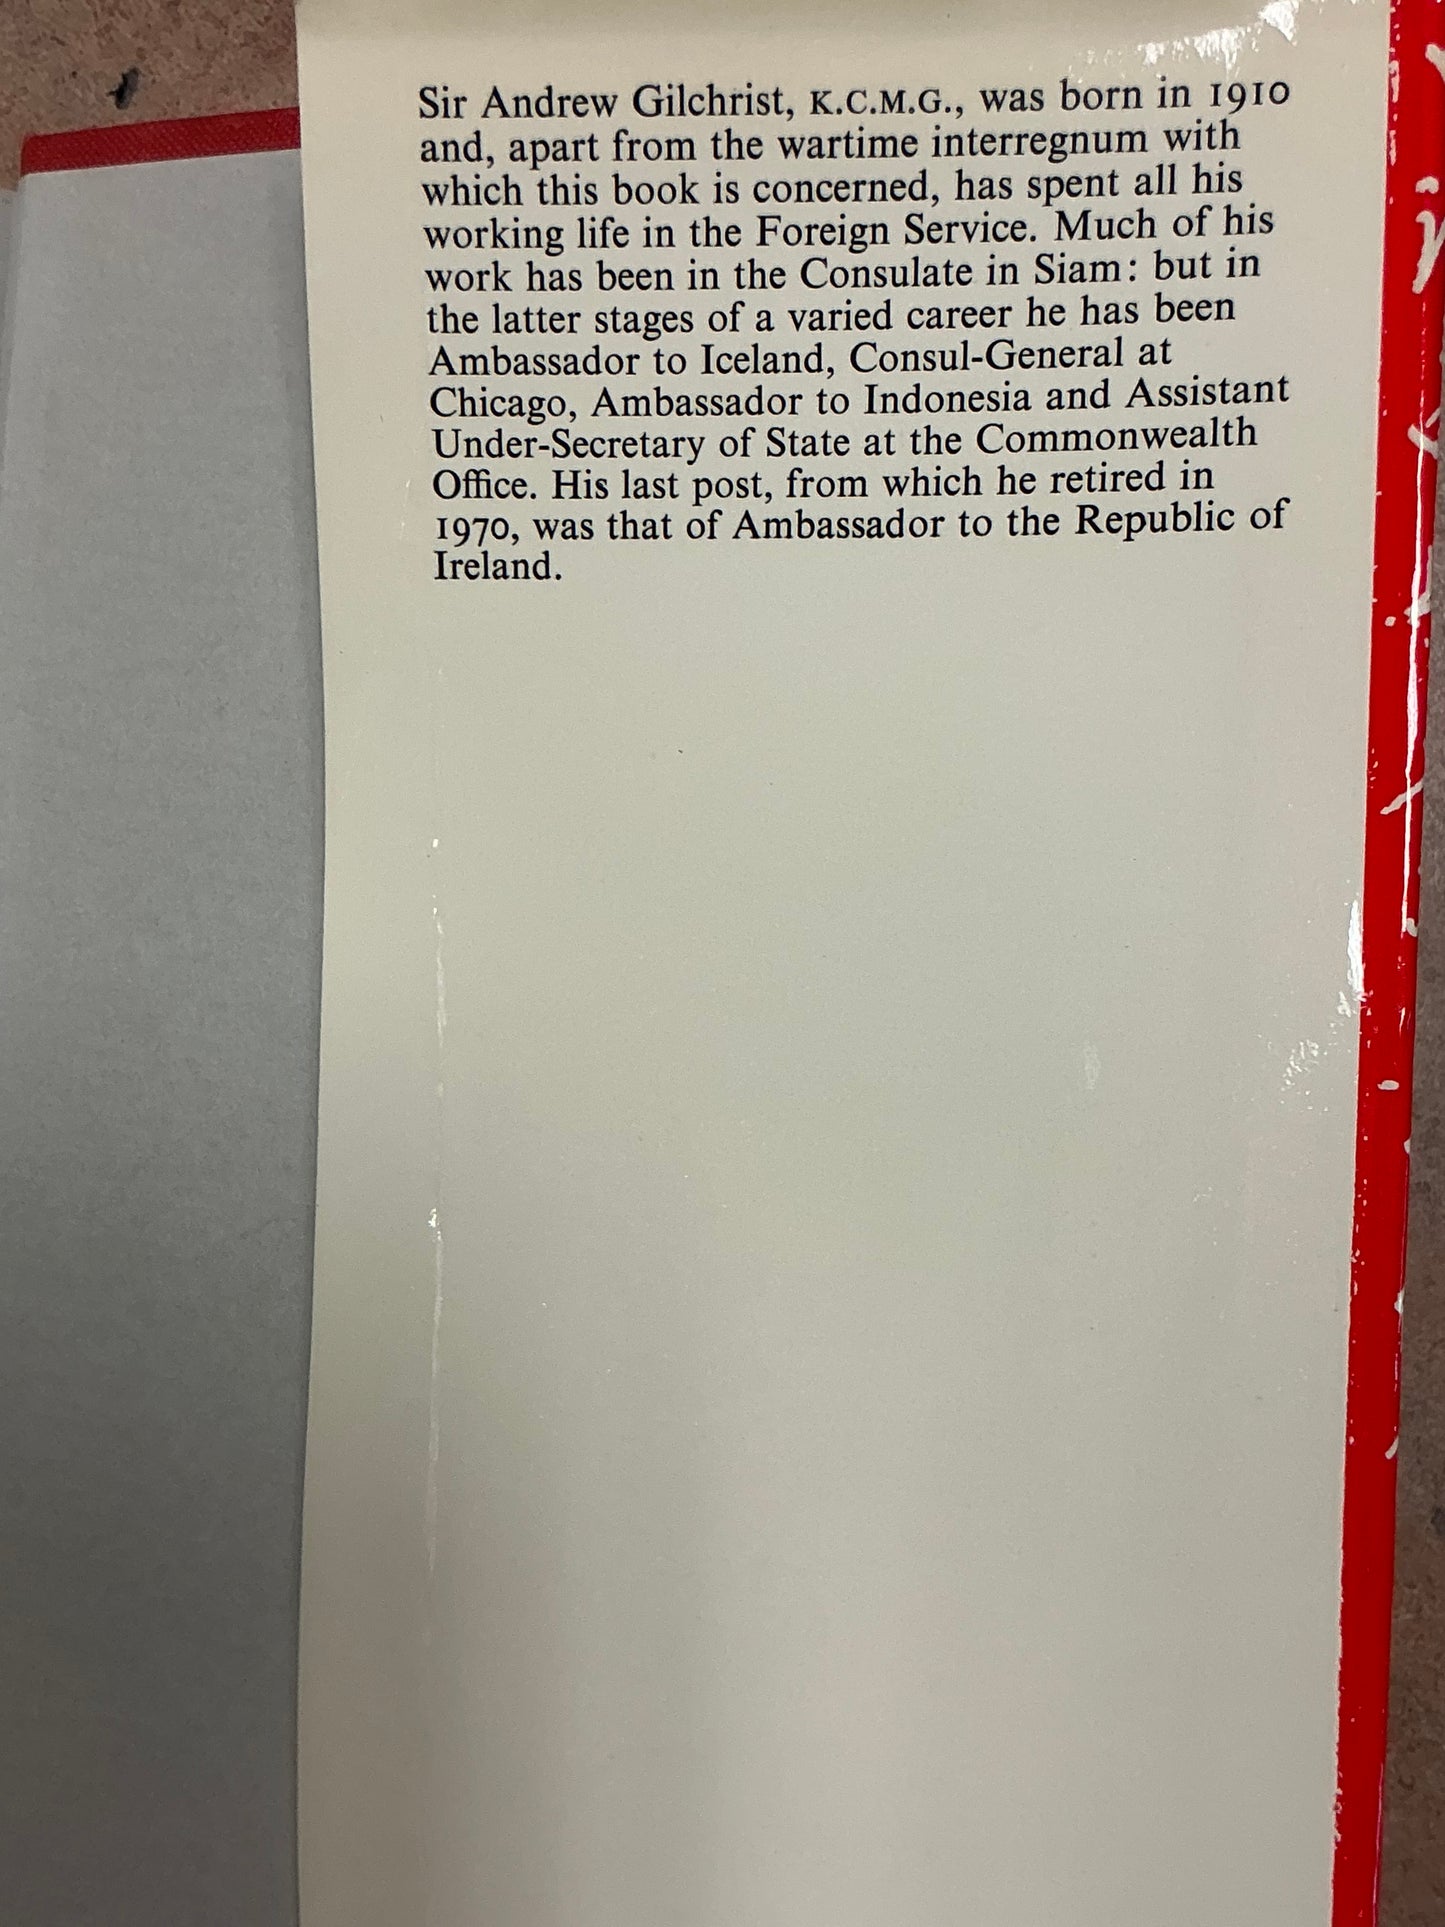 Sir Andrew Gilchrist, K.C.M.G., was born in 1910
and, apart from the wartime interregnum with
which this book is concerned, has spent all his
working life in the Foreign Service. Much of his
work has been in the Consulate in Siam: but in
the latter stages of a varied career he has been
Ambassador to Iceland, Consul-General at
Chicago, Ambassador to Indonesia and Assistant
Under-Secretary of State at the Commonwealth
Office. His last post, from which he retired in
1970, was that of Ambassador to the Republic of
Ireland.